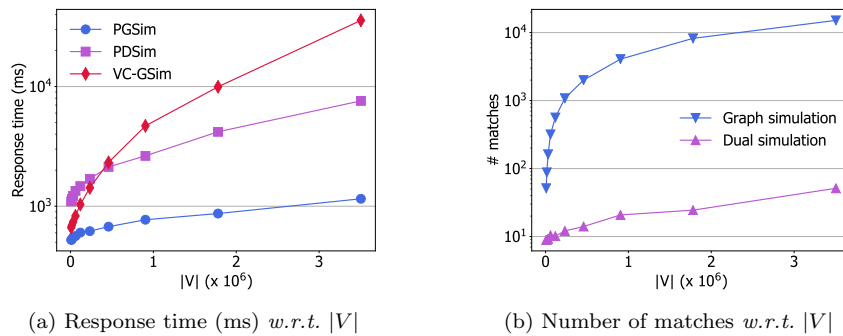 PGSim
PDSim
VC-GSim
Response time (ms)
10^4
10^3
0 1 2 3
|V| (x 10^6)
(a) Response time (ms) w.r.t. |V|
Graph simulation
Dual simulation
# matches
10^4
10^3
10^2
10^1
0 1 2 3
|V| (x 10^6)
(b) Number of matches w.r.t. |V|